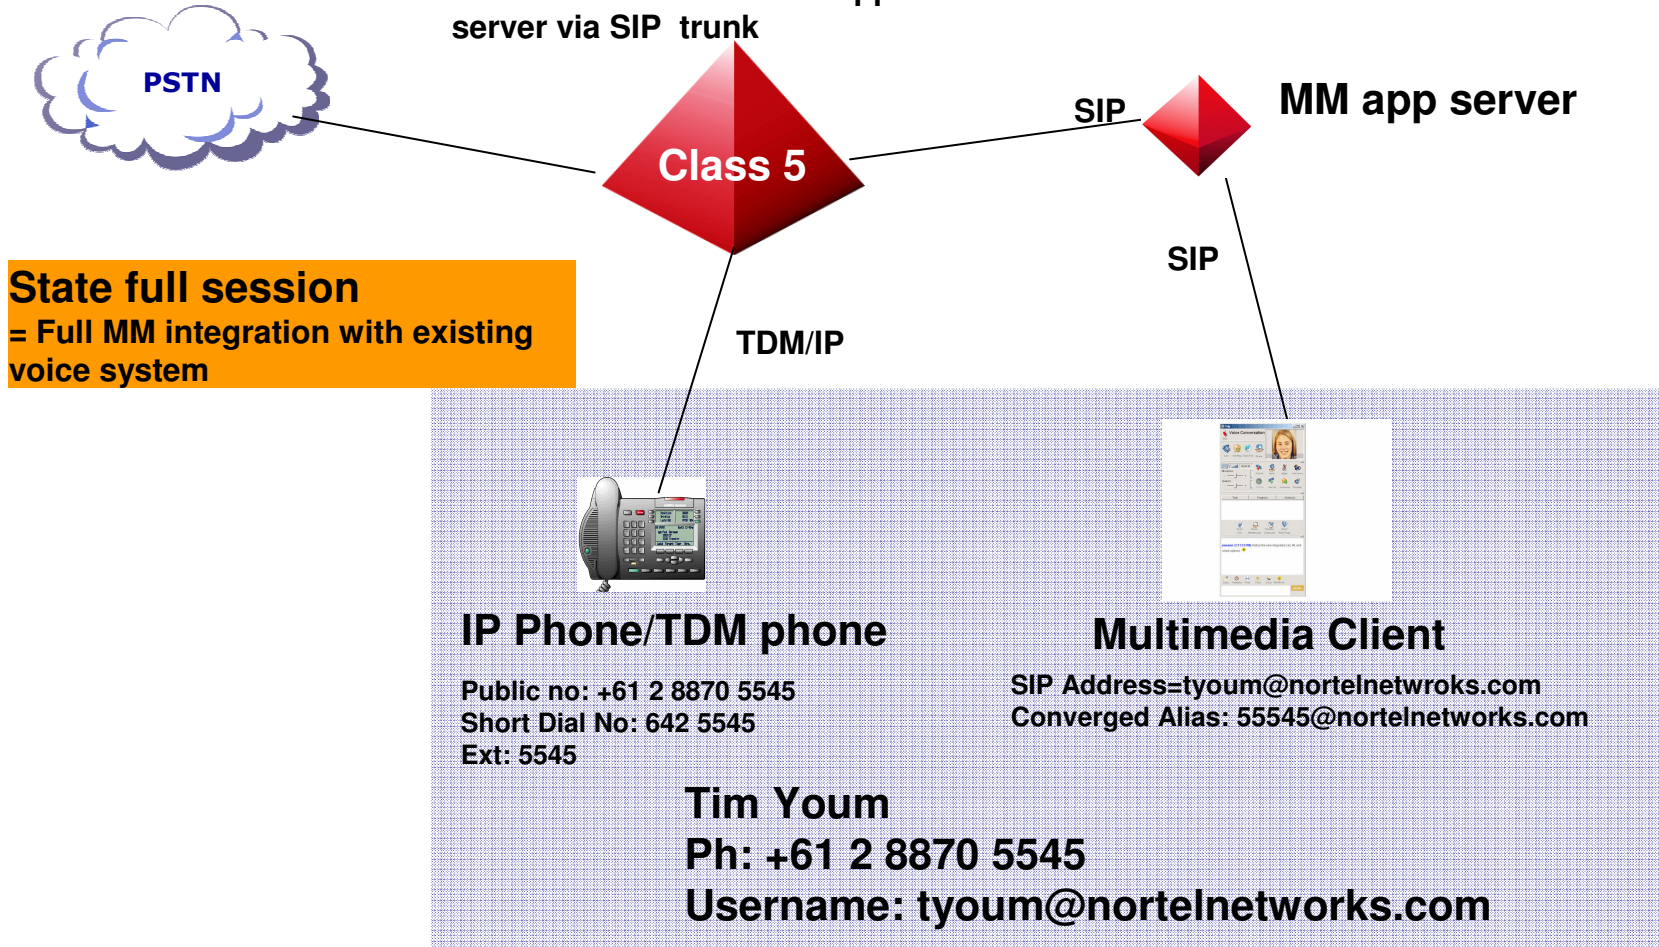 server via SIP trunk
PSTN
SIP
MM app server
Class 5
SIP
State full session
= Full MM integration with existing
voice system
TDM/IP
Voice Conversation
IP Phone/TDM phone
Multimedia Client
Public no: +61 2 8870 5545
Short Dial No: 642 5545
Ext: 5545
SIP Address=tyoum@nortelnetwroks.com
Converged Alias: 55545@nortelnetworks.com
Tim Youm
Ph: +61 2 8870 5545
Username: tyoum@nortelnetworks.com